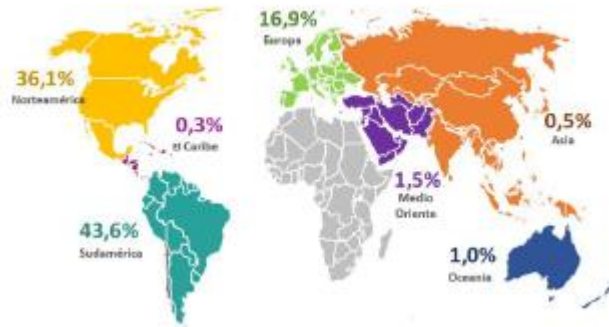 16,9%
Europa
36,1%
Norteamérica
0,3%
El Caribe
0,5%
Asia
1,5%
Medio
Oriente
43,6%
Sudamérica
1,0%
Oceanía